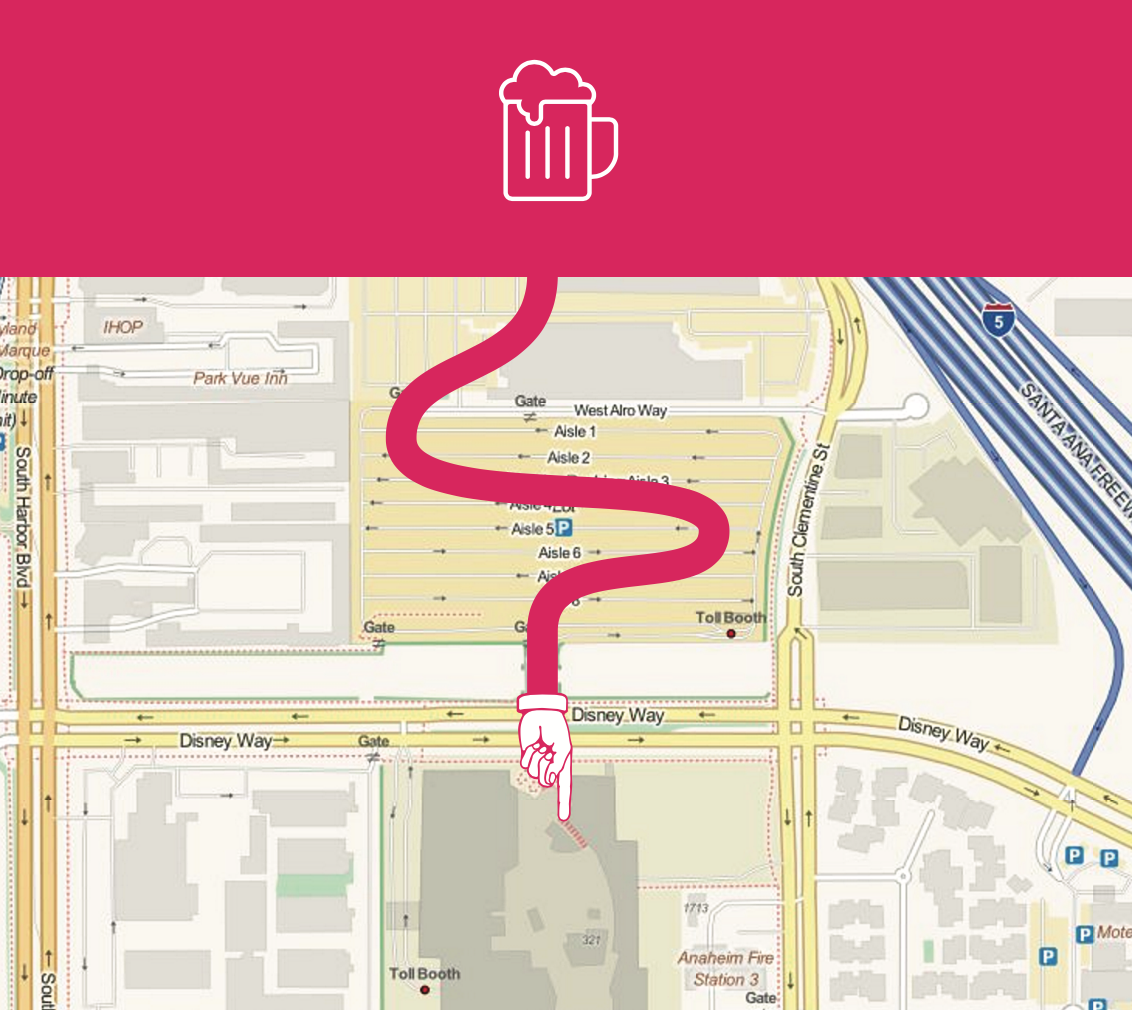 5
IHOP
Marque
Drop-off
Park Vue Inn
SANTA ANA FREEW
Gate
West Alro Way
Aisle 1
Aisle 2
Aisle 3
Lot
Aisle 5
P
Aisle 6
South Harbor Blvd
South Clementine St
Toll Booth
Gate
Disney Way
Disney Way
Disney Way
Gate
P
P
1713
P
Mote
321
Anaheim Fire
Station 3
P
Toll Booth
Gate
P